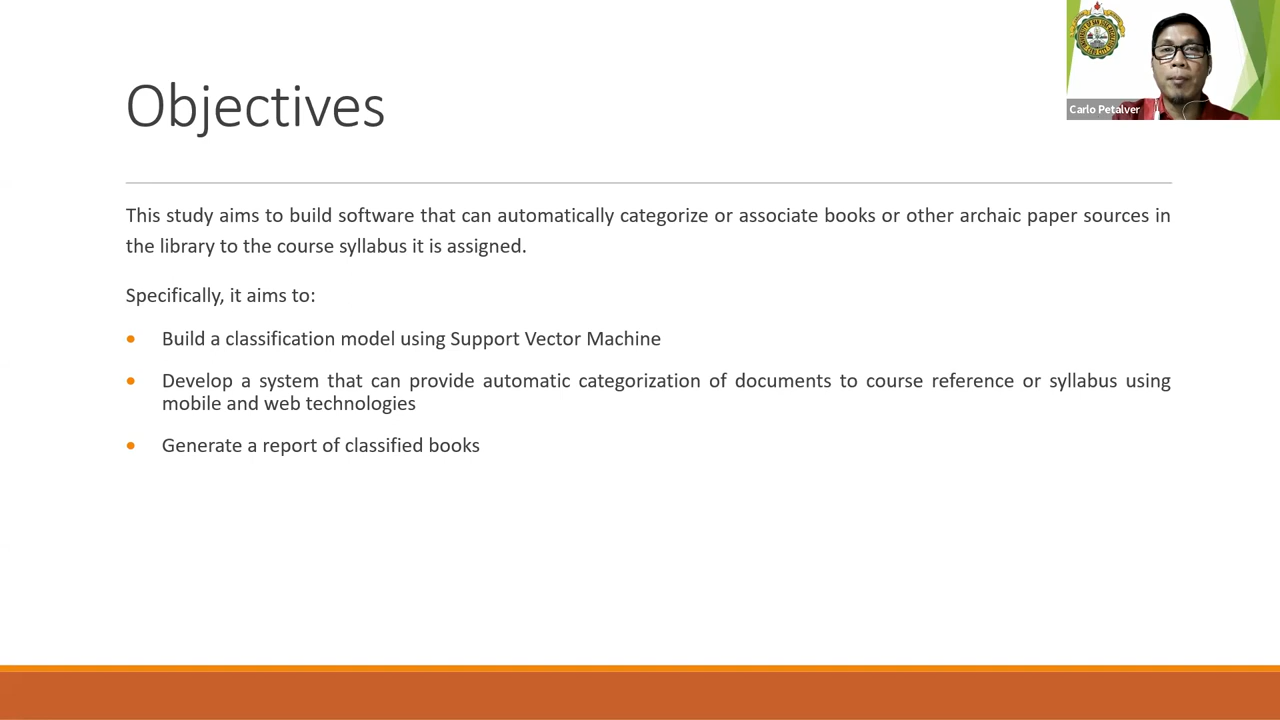 Objectives
Carlo Petalver
This study aims to build software that can automatically categorize or associate books or other archaic paper sources in
the library to the course syllabus it is assigned.
Specifically, it aims to:
• Build a classification model using Support Vector Machine
• Develop a system that can provide automatic categorization of documents to course reference or syllabus using
mobile and web technologies
• Generate a report of classified books